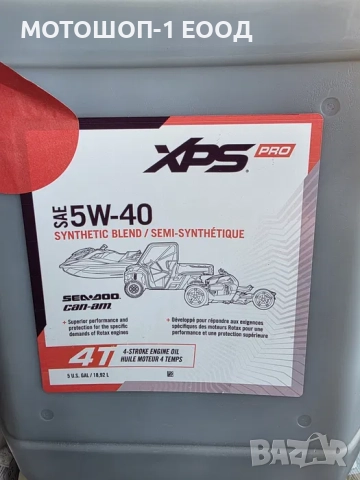 МОТОШОП-1 ЕООД
XPS PRO
SAE 5W-40
SYNTHETIC BLEND / SEMI-SYNTHÉTIQUE
SEA-DOO
can-am
+ Superior performance and
protection for the specific
demands of Rotax engines
+ Développé pour répondre aux exigences
spécifiques des moteurs Rotax pour une
performance et une protection supérieure
4T
4-STROKE ENGINE OIL
HUILE MOTEUR 4 TEMPS
5 U.S. GAL / 18,92 L
BAZAR